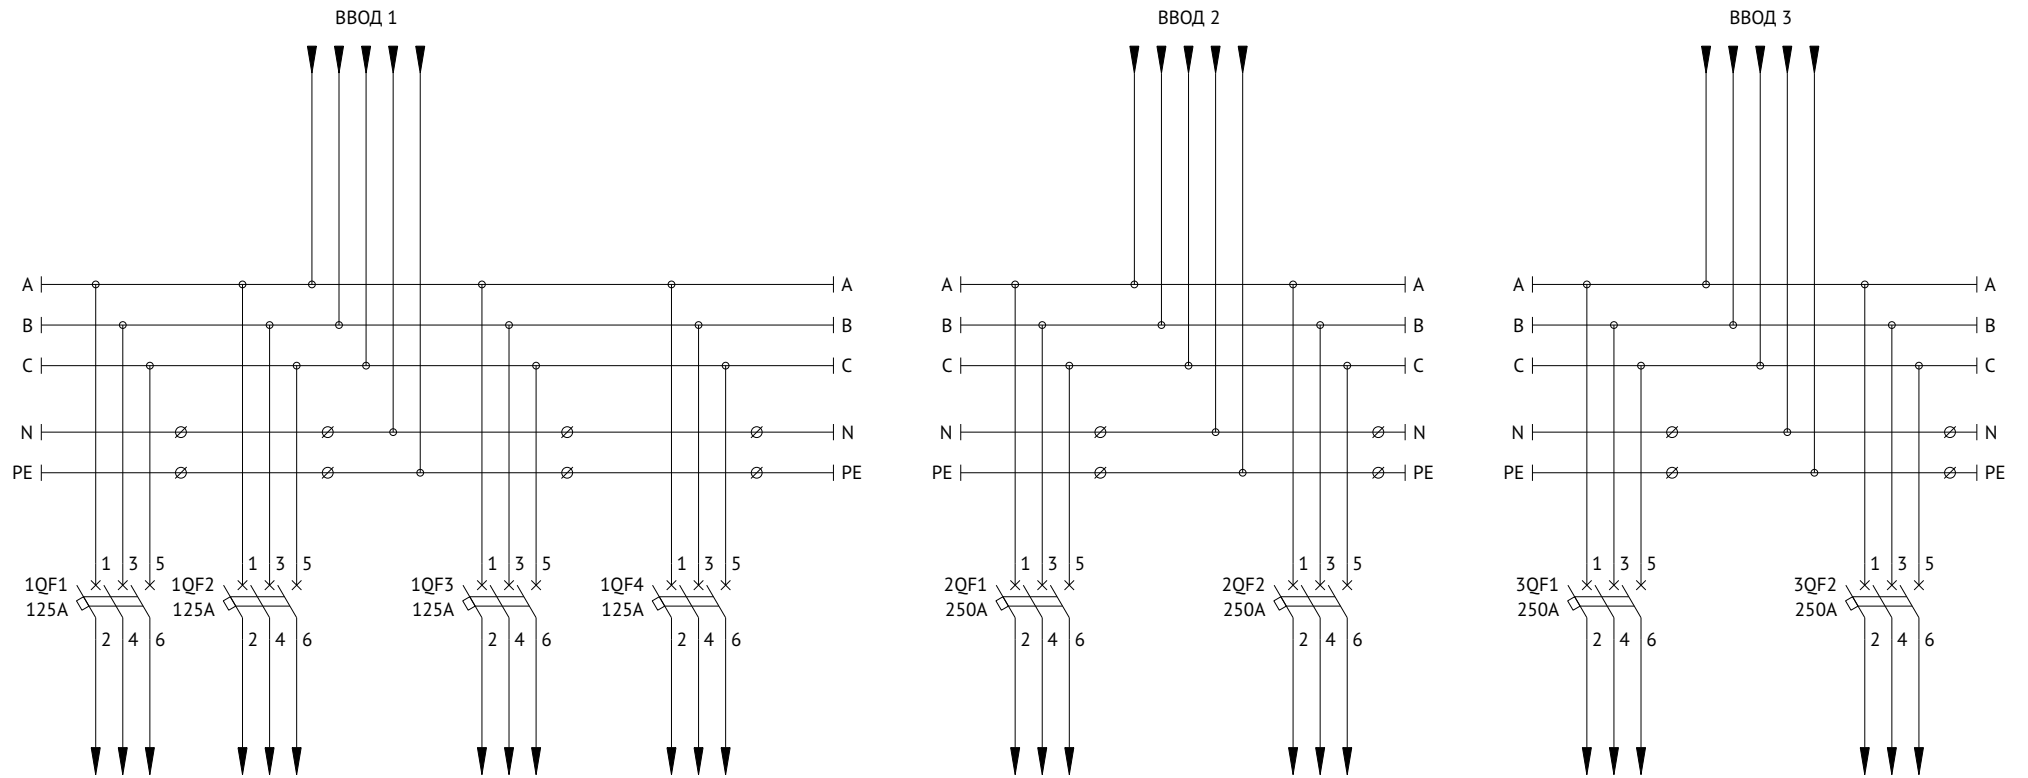 ВВОД 1 ВВОД 2 ВВОД 3
A A A A A A
B B B B B B
C C C C C C
N N N N N N
PE PE PE PE PE PE
1 3 5 1 3 5 1 3 5 1 3 5 1 3 5 1 3 5 1 3 5 1 3 5
1QF1 1QF2 1QF3 1QF4 2QF1 2QF2 3QF1 3QF2
125A 125A 125A 125A 250A 250A 250A 250A
2 4 6 2 4 6 2 4 6 2 4 6 2 4 6 2 4 6 2 4 6 2 4 6